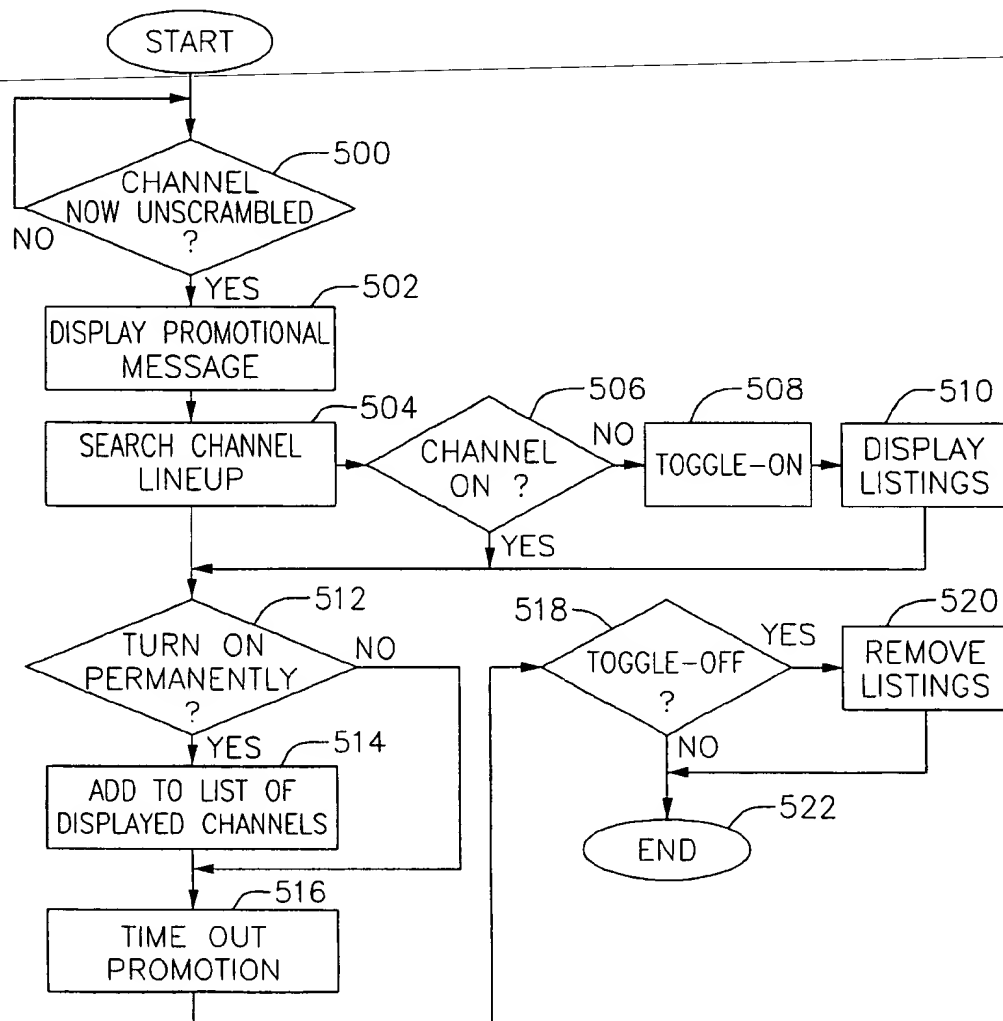 START
500
CHANNEL
NOW UNSCRAMBLED
?
NO
YES
502
DISPLAY PROMOTIONAL
MESSAGE
504
SEARCH CHANNEL
LINEUP
506
CHANNEL
ON ?
NO
YES
508
TOGGLE-ON
510
DISPLAY
LISTINGS
512
TURN ON
PERMANENTLY
?
NO
YES
514
ADD TO LIST OF
DISPLAYED CHANNELS
516
TIME OUT
PROMOTION
518
TOGGLE-OFF
?
YES
NO
520
REMOVE
LISTINGS
522
END